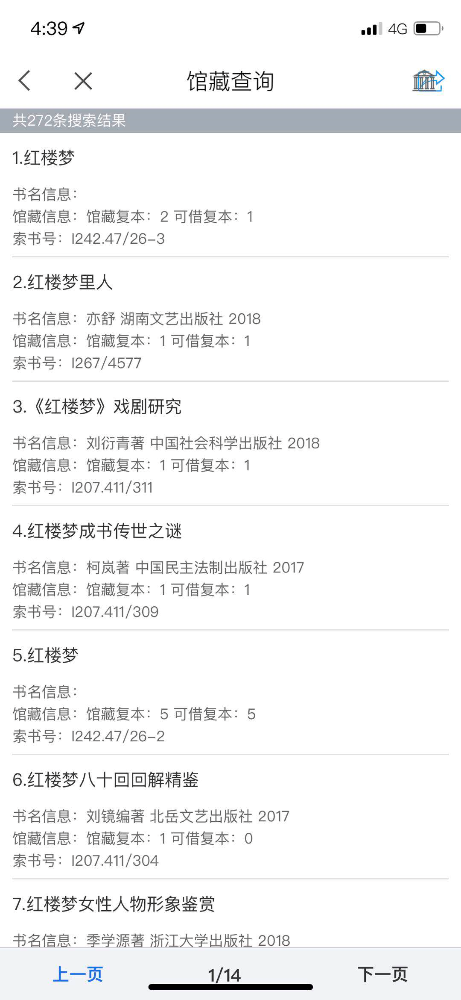 4:39
4G
馆藏查询
共272条搜索结果
1.红楼梦
书名信息：
馆藏信息：馆藏复本：2 可借复本：1
索书号：I242.47/26-3
2.红楼梦里人
书名信息：亦舒 湖南文艺出版社 2018
馆藏信息：馆藏复本：1 可借复本：1
索书号：I267/4577
3.《红楼梦》戏剧研究
书名信息：刘衍青著 中国社会科学出版社 2018
馆藏信息：馆藏复本：1 可借复本：1
索书号：I207.411/311
4.红楼梦成书传世之谜
书名信息：柯岚著 中国民主法制出版社 2017
馆藏信息：馆藏复本：1 可借复本：1
索书号：I207.411/309
5.红楼梦
书名信息：
馆藏信息：馆藏复本：5 可借复本：5
索书号：I242.47/26-2
6.红楼梦八十回回解精鉴
书名信息：刘镜编著 北岳文艺出版社 2017
馆藏信息：馆藏复本：1 可借复本：0
索书号：I207.411/304
7.红楼梦女性人物形象鉴赏
书名信息：季学源著 浙江大学出版社 2018
上一页
1/14
下一页